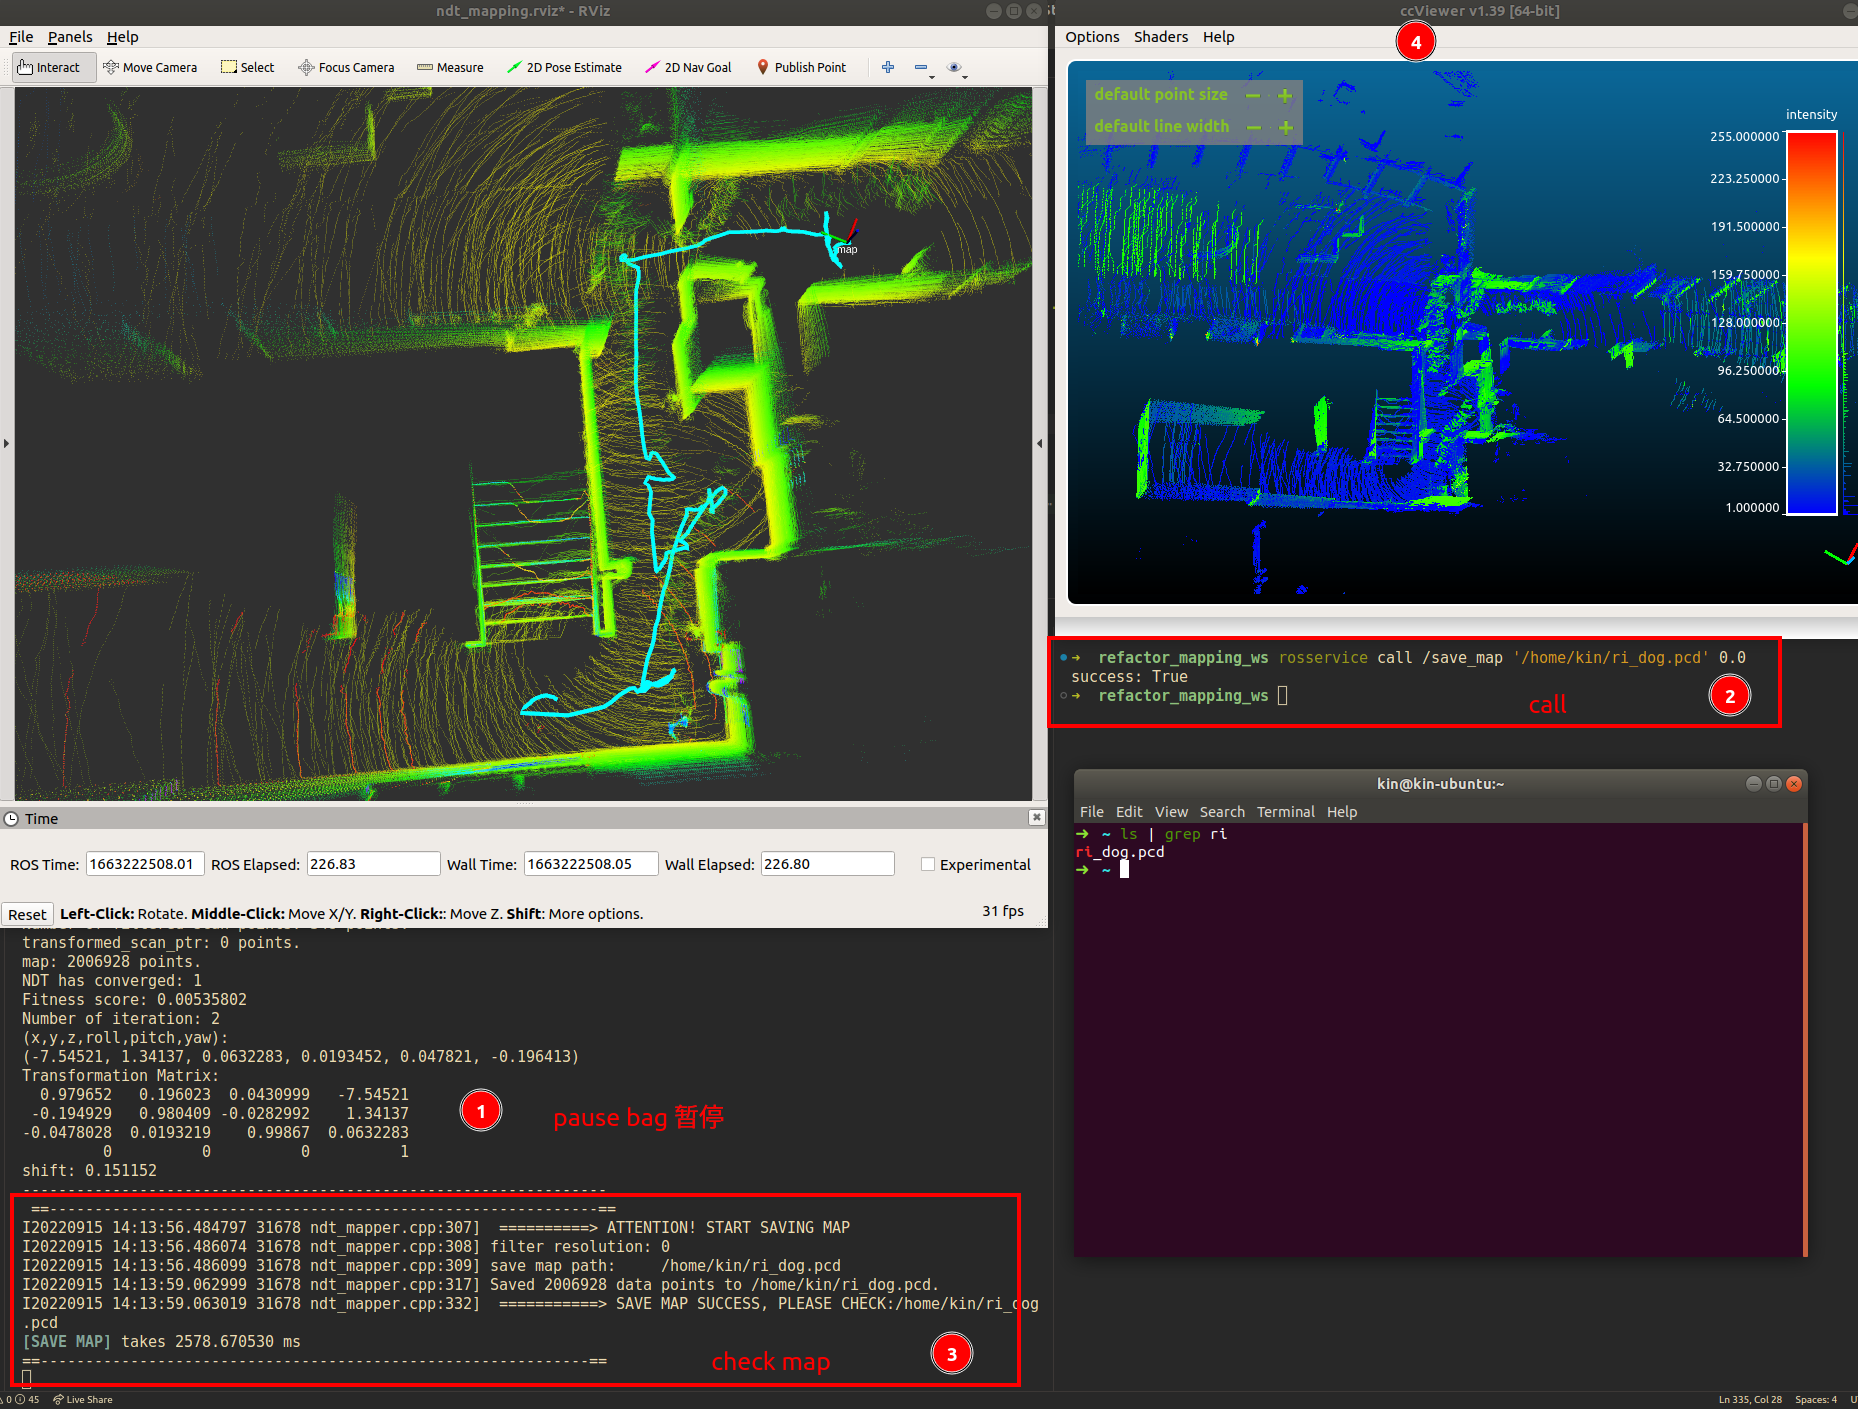 ndt_mapping.rviz* - RViz
File Panels Help
Interact Move Camera Select Focus Camera Measure 2D Pose Estimate 2D Nav Goal Publish Point
map
Time
ROS Time: 1663222508.01 ROS Elapsed: 226.83 Wall Time: 1663222508.05 Wall Elapsed: 226.80 Experimental
Reset Left-Click: Rotate. Middle-Click: Move X/Y. Right-Click:: Move Z. Shift: More options. 31 fps
transformed_scan_ptr: 0 points.
map: 2006928 points.
NDT has converged: 1
Fitness score: 0.00535802
Number of iteration: 2
(x,y,z,roll,pitch,yaw):
(-7.54521, 1.34137, 0.0632283, 0.0193452, 0.047821, -0.196413)
Transformation Matrix:
0.979652 0.196023 0.0430999 -7.54521
-0.194929 0.980409 -0.0282992 1.34137
-0.0478028 0.0193219 0.99867 0.0632283
0 0 0 1
shift: 0.151152
1
pause bag 暂停
-----------------------------------------------------------------
==-------------------------------------------------------------==
I20220915 14:13:56.484797 31678 ndt_mapper.cpp:307] ==========> ATTENTION! START SAVING MAP
I20220915 14:13:56.486074 31678 ndt_mapper.cpp:308] filter resolution: 0
I20220915 14:13:56.486099 31678 ndt_mapper.cpp:309] save map path: /home/kin/ri_dog.pcd
I20220915 14:13:59.062999 31678 ndt_mapper.cpp:317] Saved 2006928 data points to /home/kin/ri_dog.pcd.
I20220915 14:13:59.063019 31678 ndt_mapper.cpp:332] ===========> SAVE MAP SUCCESS, PLEASE CHECK:/home/kin/ri_dog
.pcd
[SAVE MAP] takes 2578.670530 ms
==-------------------------------------------------------------==
check map
3
0 45 Live Share
Ln 335, Col 28 Spaces: 4
ccViewer v1.39 [64-bit]
Options Shaders Help
4
default point size - +
default line width - +
intensity
255.000000
223.250000
191.500000
159.750000
128.000000
96.250000
64.500000
32.750000
1.000000
➜ refactor_mapping_ws rosservice call /save_map '/home/kin/ri_dog.pcd' 0.0
success: True
➜ refactor_mapping_ws
call
2
kin@kin-ubuntu:~
File Edit View Search Terminal Help
➜ ~ ls | grep ri
ri_dog.pcd
➜ ~